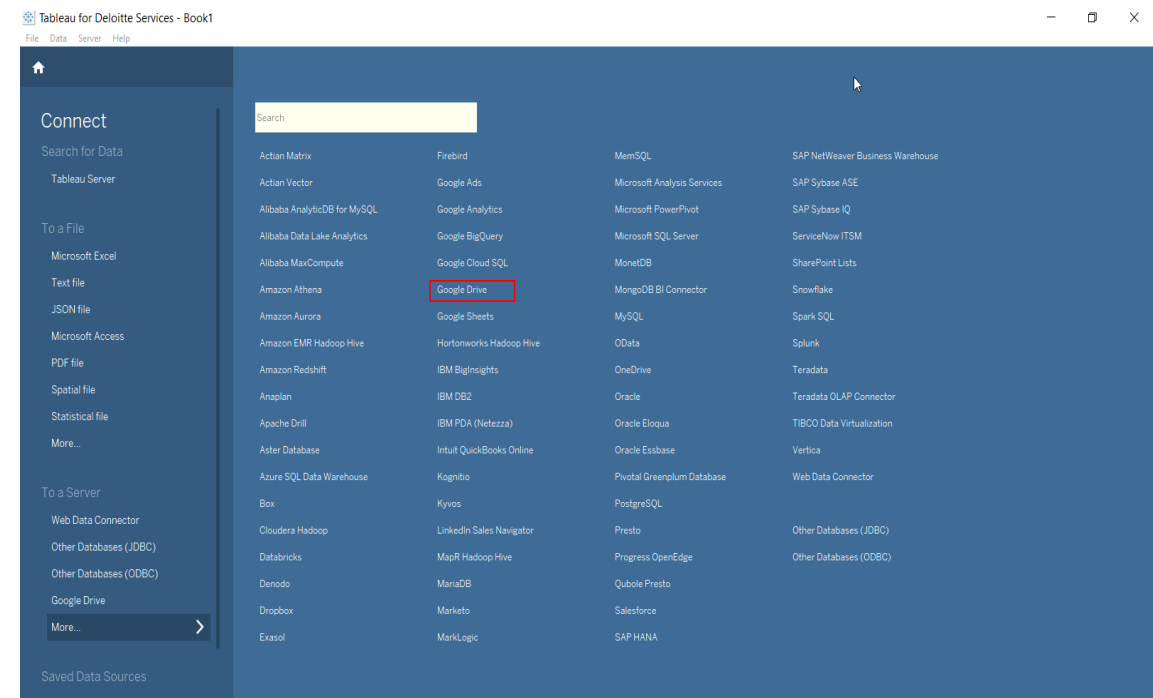 Tableau for Deloitte Services - Book1
File Data Server Help
Connect
Search for Data
Tableau Server
To a File
Microsoft Excel
Text file
JSON file
Microsoft Access
PDF file
Spatial file
Statistical file
More...
To a Server
Web Data Connector
Other Databases (JDBC)
Other Databases (ODBC)
Google Drive
More...
Saved Data Sources
Search
Actian Matrix
Actian Vector
Alibaba AnalyticDB for MySQL
Alibaba Data Lake Analytics
Alibaba MaxCompute
Amazon Athena
Amazon Aurora
Amazon EMR Hadoop Hive
Amazon Redshift
Anaplan
Apache Drill
Aster Database
Azure SQL Data Warehouse
Box
Cloudera Hadoop
Databricks
Denodo
Dropbox
Exasol
Firebird
Google Ads
Google Analytics
Google BigQuery
Google Cloud SQL
Google Drive
Google Sheets
Hortonworks Hadoop Hive
IBM BigInsights
IBM DB2
IBM PDA (Netezza)
Intuit QuickBooks Online
Kognitio
Kyvos
LinkedIn Sales Navigator
MapR Hadoop Hive
MariaDB
Marketo
MarkLogic
MemSQL
Microsoft Analysis Services
Microsoft PowerPivot
Microsoft SQL Server
MonetDB
MongoDB BI Connector
MySQL
OData
OneDrive
Oracle
Oracle Eloqua
Oracle Essbase
Pivotal Greenplum Database
PostgreSQL
Presto
Progress OpenEdge
Qubole Presto
Salesforce
SAP HANA
SAP NetWeaver Business Warehouse
SAP Sybase ASE
SAP Sybase IQ
ServiceNow ITSM
SharePoint Lists
Snowflake
Spark SQL
Splunk
Teradata
Teradata OLAP Connector
TIBCO Data Virtualization
Vertica
Web Data Connector
Other Databases (JDBC)
Other Databases (ODBC)